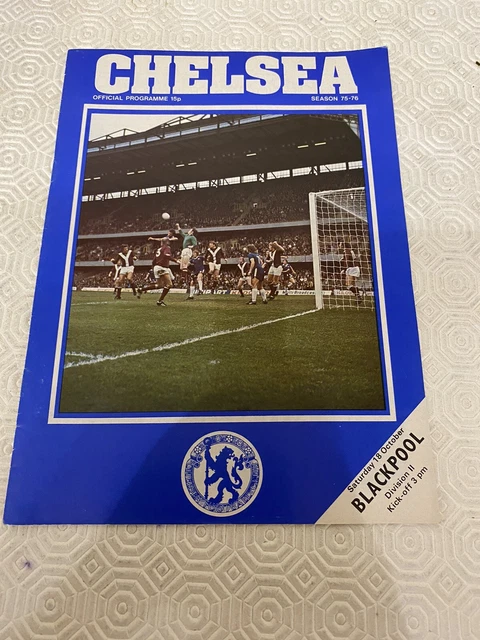 CHELSEA
OFFICIAL PROGRAMME 15p
SEASON 75-76
Saturday 18 October
BLACKPOOL
Division II
Kick-off 3 pm